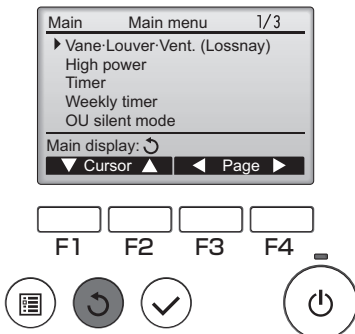 Main Main menu 1/3
Vane·Louver·Vent. (Lossnay)
High power
Timer
Weekly timer
OU silent mode
Main display:
Cursor Page
F1 F2 F3 F4